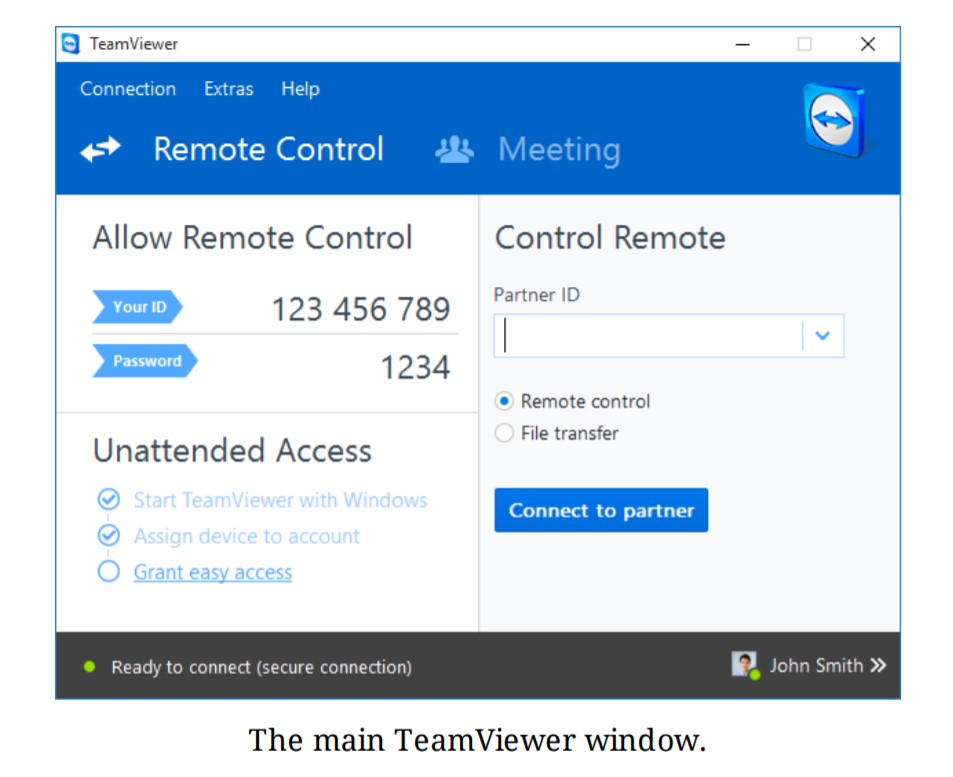 TeamViewer
Connection Extras Help
Remote Control Meeting
Allow Remote Control
Your ID 123 456 789
Password 1234
Unattended Access
Start TeamViewer with Windows
Assign device to account
Grant easy access
Control Remote
Partner ID
Remote control
File transfer
Connect to partner
Ready to connect (secure connection)
John Smith
The main TeamViewer window.